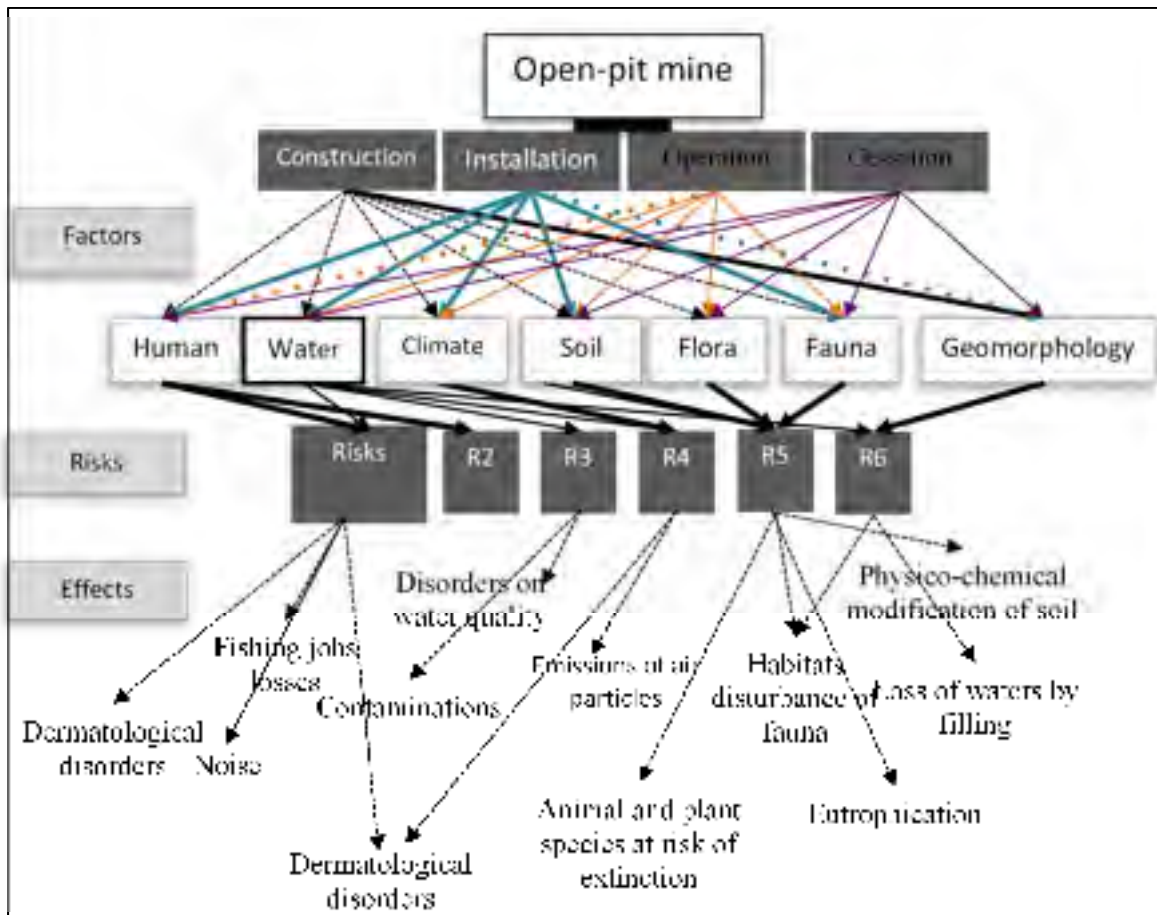 Open-pit mine
Construction
Installation
Operation
Cessation
Factors
Human
Water
Climate
Soil
Flora
Fauna
Geomorphology
Risks
Risks
R2
R3
R4
R5
R6
Effects
Disorders on
water quality
Physico-chemical
modification of soil
Fishing jobs
losses
Contaminations
Emissions of air
particles
Habitats
disturbance of
fauna
Loss of waters by
filling
Dermatological
disorders
Noise
Animal and plant
species at risk of
extinction
Eutrophication
Dermatological
disorders